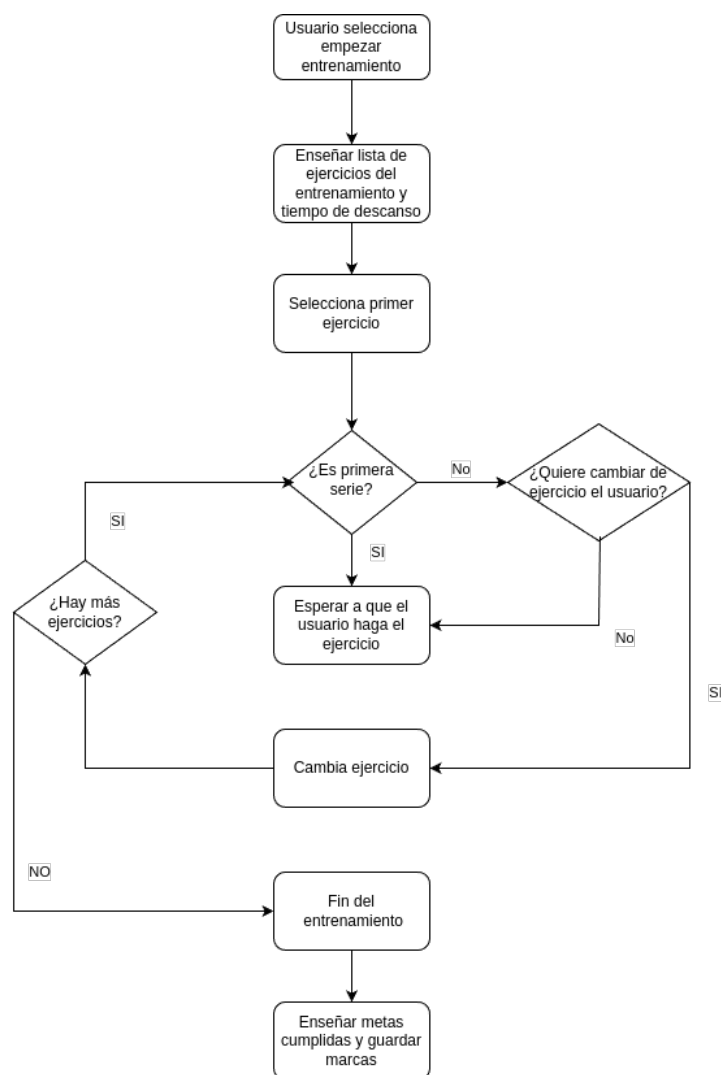 Usuario selecciona
empezar
entrenamiento
Enseñar lista de
ejercicios del
entrenamiento y
tiempo de descanso
Selecciona primer
ejercicio
¿Es primera
serie?
No
¿Quiere cambiar de
ejercicio el usuario?
SI
SI
¿Hay más
ejercicios?
Esperar a que el
usuario haga el
ejercicio
No
SI
Cambia ejercicio
NO
Fin del
entrenamiento
Enseñar metas
cumplidas y guardar
marcas